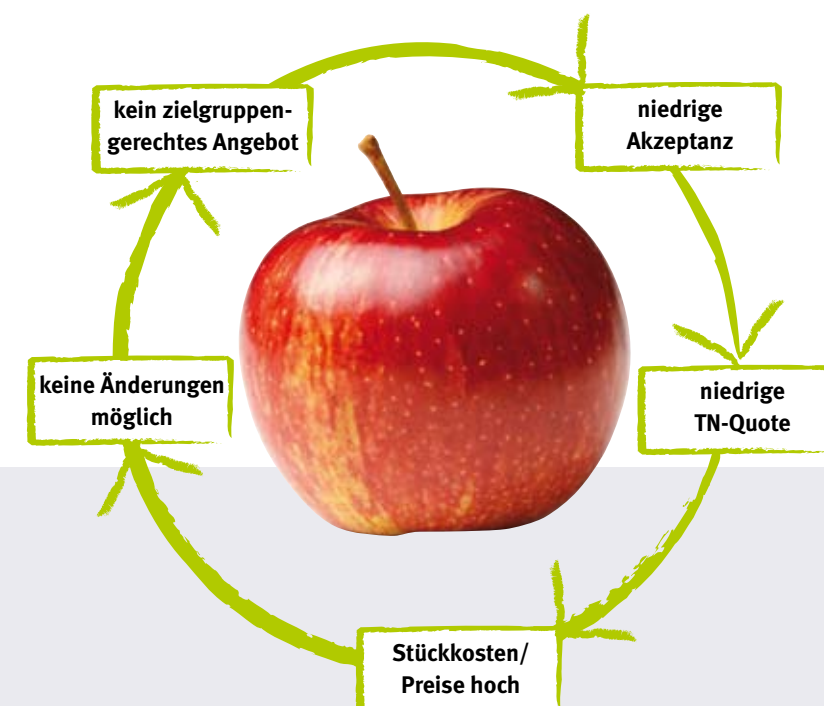 kein zielgruppen-
gerechtes Angebot
niedrige
Akzeptanz
niedrige
TN-Quote
Stückkosten/
Preise hoch
keine Änderungen
möglich